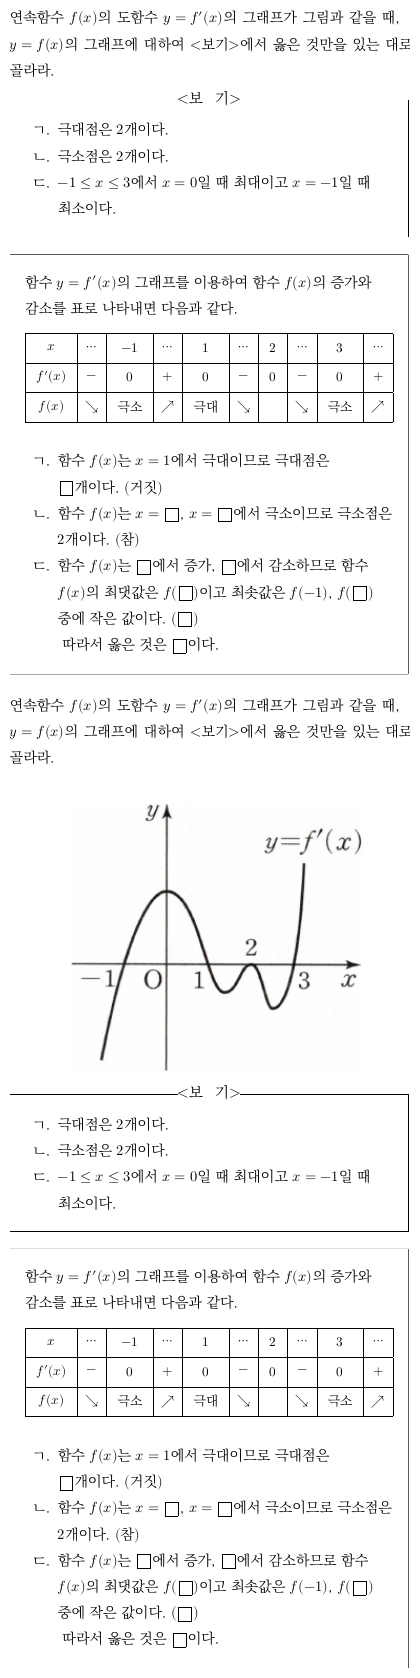 연속함수 f(x)의 도함수 y = f′(x)의 그래프가 그림과 같을 때,
y = f(x)의 그래프에 대하여 <보기>에서 옳은 것만을 있는 대로
골라라.
<보 기>
ㄱ. 극대점은 2개이다.
ㄴ. 극소점은 2개이다.
ㄷ. −1 ≤ x ≤ 3에서 x = 0일 때 최대이고 x = −1일 때
최소이다.
함수 y = f′(x)의 그래프를 이용하여 함수 f(x)의 증가와
감소를 표로 나타내면 다음과 같다.
x ⋯ −1 ⋯ 1 ⋯ 2 ⋯ 3 ⋯
f′(x) − 0 + 0 − 0 − 0 +
f(x) ↘ 극소 ↗ 극대 ↘ ↘ 극소 ↗
ㄱ. 함수 f(x)는 x = 1에서 극대이므로 극대점은
□개이다. (거짓)
ㄴ. 함수 f(x)는 x = □, x = □에서 극소이므로 극소점은
2개이다. (참)
ㄷ. 함수 f(x)는 □에서 증가, □에서 감소하므로 함수
f(x)의 최댓값은 f(□)이고 최솟값은 f(−1), f(□)
중에 작은 값이다. (□)
따라서 옳은 것은 □이다.
연속함수 f(x)의 도함수 y = f′(x)의 그래프가 그림과 같을 때,
y = f(x)의 그래프에 대하여 <보기>에서 옳은 것만을 있는 대로
골라라.
y
y=f′(x)
2
−1 O 1 3 x
<보 기>
ㄱ. 극대점은 2개이다.
ㄴ. 극소점은 2개이다.
ㄷ. −1 ≤ x ≤ 3에서 x = 0일 때 최대이고 x = −1일 때
최소이다.
함수 y = f′(x)의 그래프를 이용하여 함수 f(x)의 증가와
감소를 표로 나타내면 다음과 같다.
x ⋯ −1 ⋯ 1 ⋯ 2 ⋯ 3 ⋯
f′(x) − 0 + 0 − 0 − 0 +
f(x) ↘ 극소 ↗ 극대 ↘ ↘ 극소 ↗
ㄱ. 함수 f(x)는 x = 1에서 극대이므로 극대점은
□개이다. (거짓)
ㄴ. 함수 f(x)는 x = □, x = □에서 극소이므로 극소점은
2개이다. (참)
ㄷ. 함수 f(x)는 □에서 증가, □에서 감소하므로 함수
f(x)의 최댓값은 f(□)이고 최솟값은 f(−1), f(□)
중에 작은 값이다. (□)
따라서 옳은 것은 □이다.